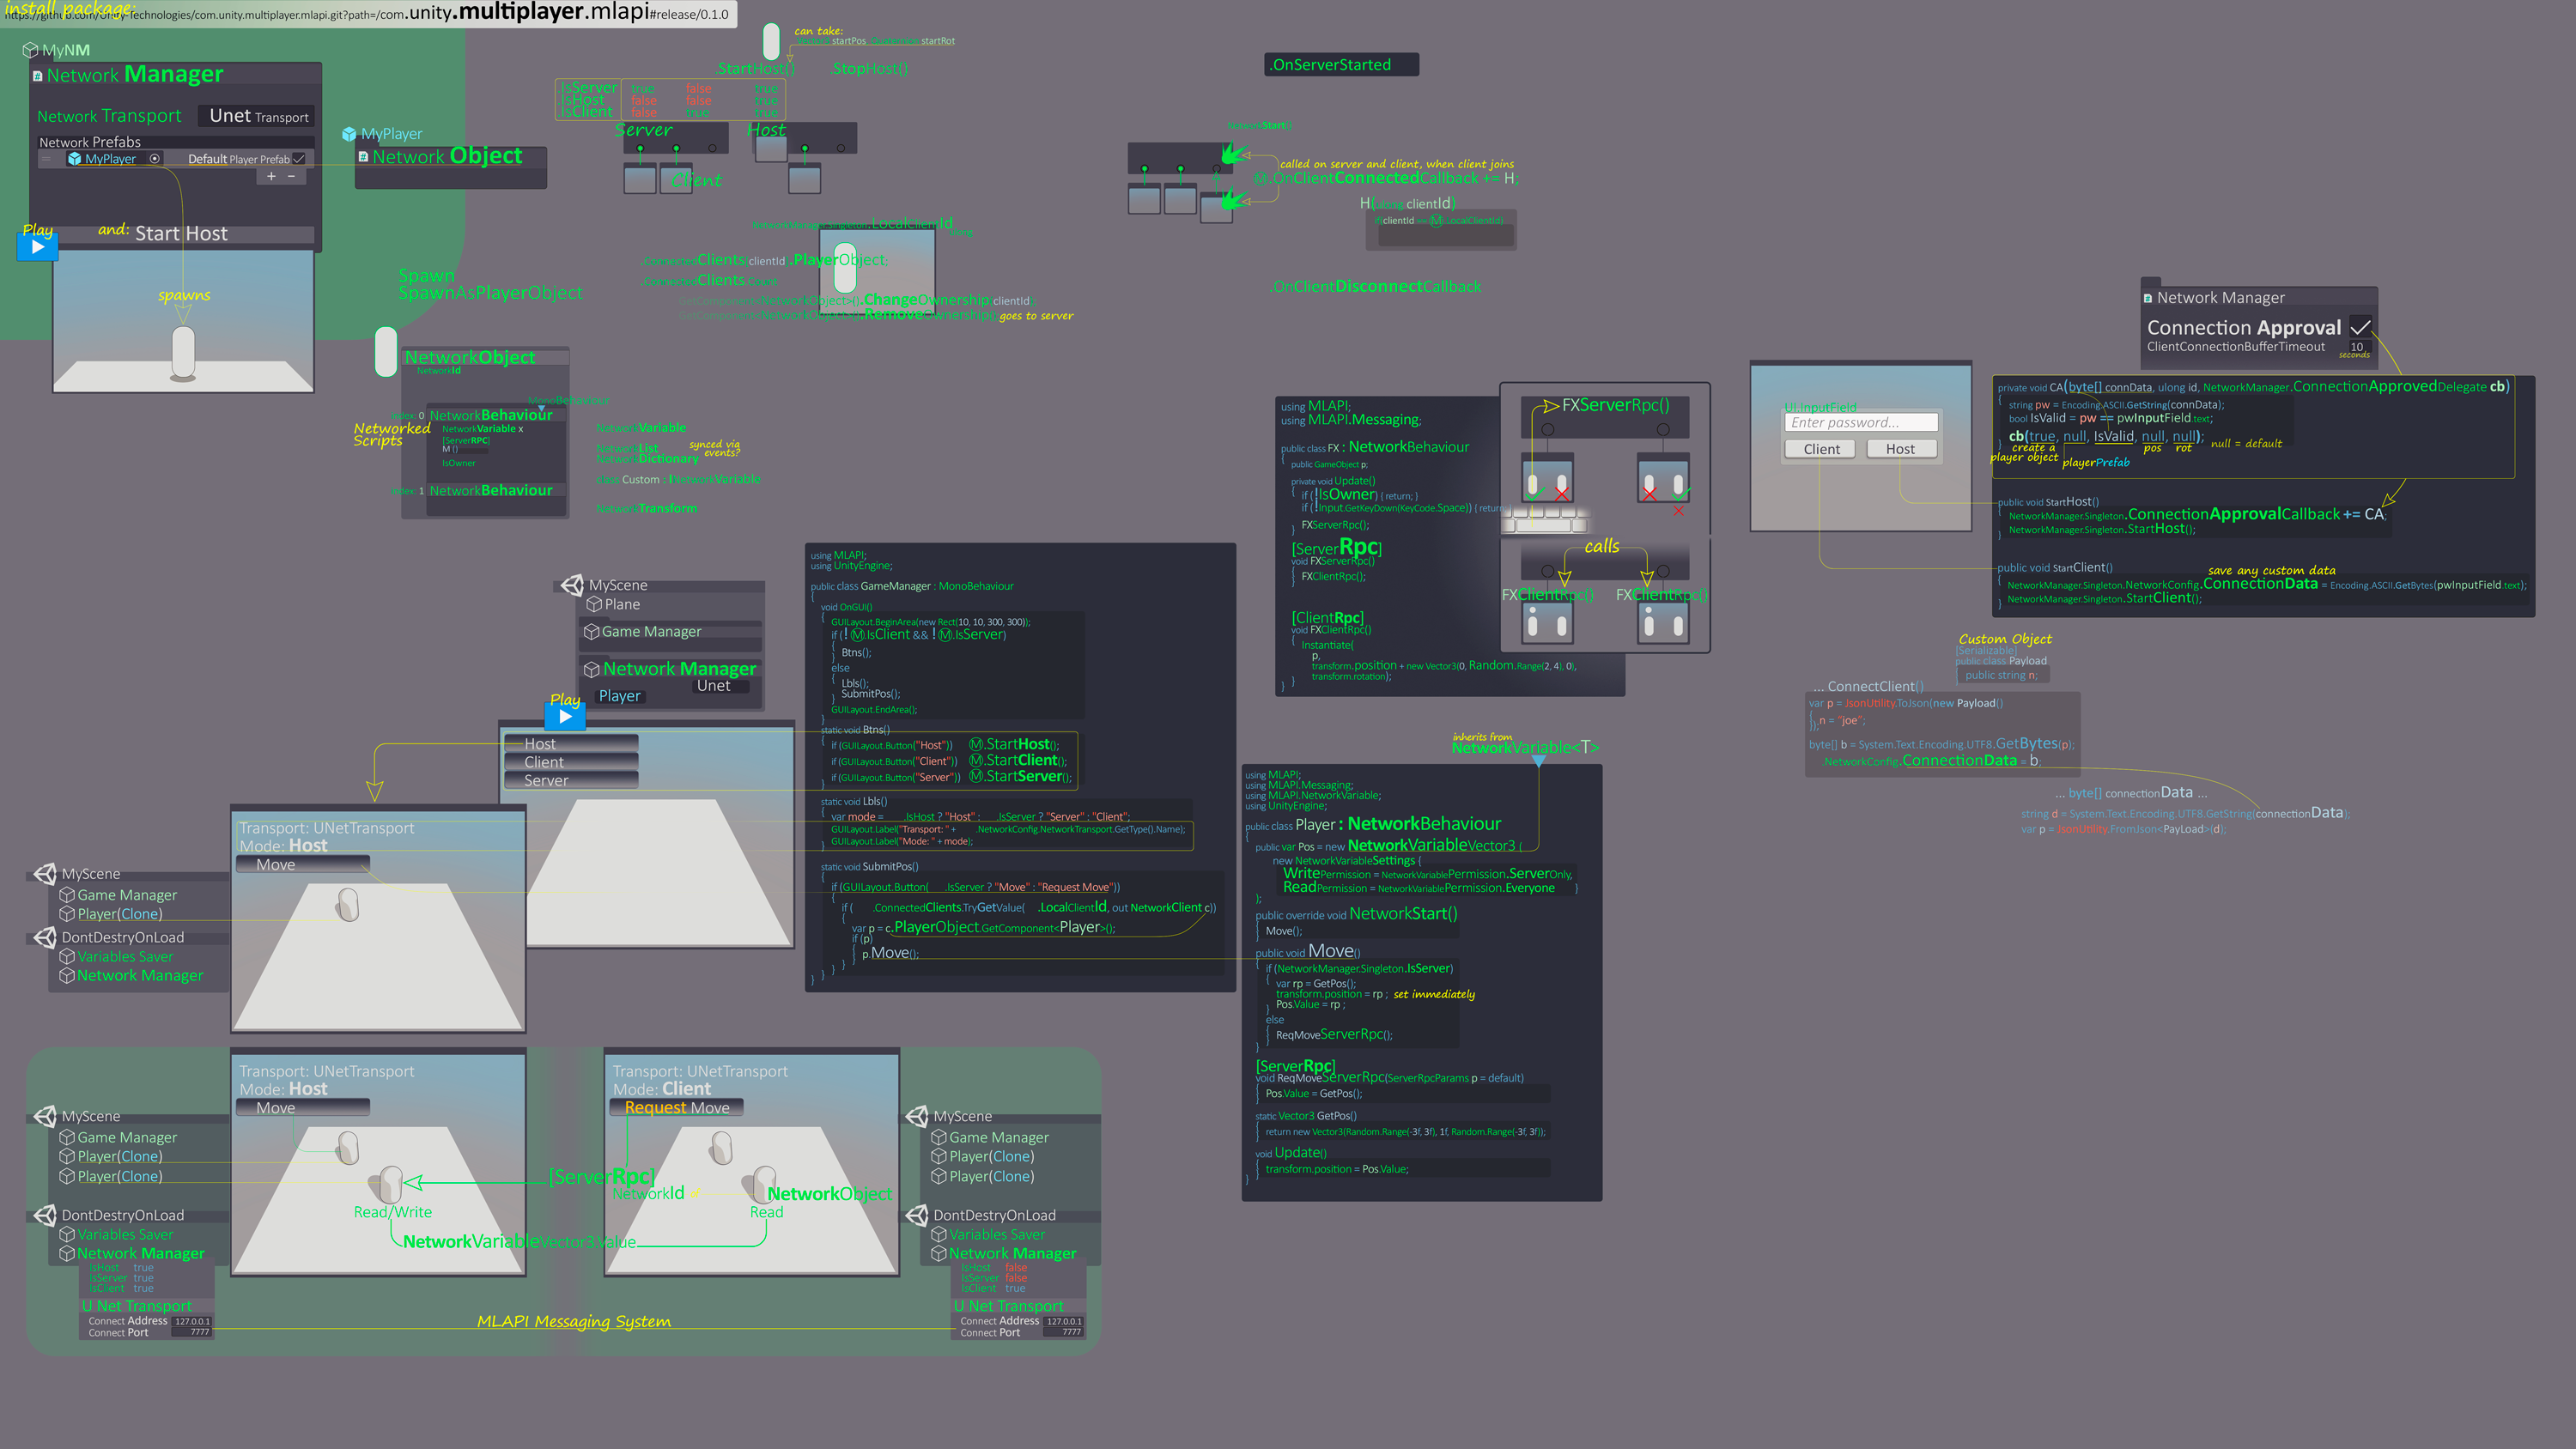 install package:
https://github.com/Unity-Technologies/com.unity.multiplayer.mlapi.git?path=/com.unity.multiplayer.mlapi#release/0.1.0
MyNM
Network Manager
Network Transport Unet Transport
Network Prefabs
MyPlayer Default Player Prefab
+ −
Play and: Start Host
spawns
MyPlayer
Network Object
Spawn
SpawnAsPlayerObject
can take:
startPos startRot
.StartHost() .StopHost()
.IsServer true false true
.IsHost false false true
.IsClient false true true
Server Host
Client
NetworkManager.Singleton.LocalClientId
ulong
.ConnectedClients[clientId].PlayerObject;
.ConnectedClients.Count
GetComponent<NetworkObject>().ChangeOwnership(clientId);
GetComponent<NetworkObject>().RemoveOwnership(); goes to server
.OnServerStarted
NetworkStart()
called on server and client, when client joins
Ⓜ.OnClientConnectedCallback += H;
H(ulong clientId)
if(clientId == Ⓜ.LocalClientId)
.OnClientDisconnectCallback
NetworkObject
NetworkId
MonoBehaviour
Networked
Scripts
Index: 0 NetworkBehaviour
NetworkVariable x
[ServerRPC]
M ()
IsOwner
Index: 1 NetworkBehaviour
NetworkVariable
NetworkList
NetworkDictionary
synced via
events?
class Custom : INetworkVariable
NetworkTransform
MyScene
Plane
Game Manager
Network Manager
Unet
Player
Play
Host
Client
Server
using MLAPI;
using UnityEngine;
public class GameManager : MonoBehaviour
{
void OnGUI()
{
GUILayout.BeginArea(new Rect(10, 10, 300, 300));
if (!Ⓜ.IsClient && !Ⓜ.IsServer)
{
Btns();
}
else
{
Lbls();
SubmitPos();
}
GUILayout.EndArea();
}
static void Btns()
{
if (GUILayout.Button("Host")) Ⓜ.StartHost();
if (GUILayout.Button("Client")) Ⓜ.StartClient();
if (GUILayout.Button("Server")) Ⓜ.StartServer();
}
static void Lbls()
{
var mode = .IsHost ? "Host" : .IsServer ? "Server" : "Client";
GUILayout.Label("Transport: " + .NetworkConfig.NetworkTransport.GetType().Name);
GUILayout.Label("Mode: " + mode);
}
static void SubmitPos()
{
if (GUILayout.Button( .IsServer ? "Move" : "Request Move"))
{
if ( .ConnectedClients.TryGetValue( .LocalClientId, out NetworkClient c))
{
var p = c.PlayerObject.GetComponent<Player>();
if (p)
{
p.Move();
}
}
}
}
}
using MLAPI;
using MLAPI.Messaging;
public class FX : NetworkBehaviour
{
public GameObject p;
private void Update()
{
if (!IsOwner) { return; }
if (!Input.GetKeyDown(KeyCode.Space)) { return
FXServerRpc();
}
[ServerRpc]
void FXServerRpc()
{
FXClientRpc();
}
[ClientRpc]
void FXClientRpc()
{
Instantiate(
p,
transform.position + new Vector3(0, Random.Range(2, 4), 0),
transform.rotation);
}
}
FXServerRpc()
calls
FXClientRpc() FXClientRpc()
inherits from
NetworkVariable<T>
using MLAPI;
using MLAPI.Messaging;
using MLAPI.NetworkVariable;
using UnityEngine;
public class Player : NetworkBehaviour
{
public var Pos = new NetworkVariableVector3 (
new NetworkVariableSettings {
WritePermission = NetworkVariablePermission.ServerOnly,
ReadPermission = NetworkVariablePermission.Everyone }
);
public override void NetworkStart()
{
Move();
}
public void Move()
{
if (NetworkManager.Singleton.IsServer)
{
var rp = GetPos();
transform.position = rp ; set immediately
Pos.Value = rp ;
}
else
{
ReqMoveServerRpc();
}
}
[ServerRpc]
void ReqMoveServerRpc(ServerRpcParams p = default)
{
Pos.Value = GetPos();
}
static Vector3 GetPos()
{
return new Vector3(Random.Range(-3f, 3f), 1f, Random.Range(-3f, 3f));
}
void Update()
{
transform.position = Pos.Value;
}
}
Network Manager
Connection Approval
ClientConnectionBufferTimeout 10
seconds
UI-InputField
Enter password...
Client Host
private void CA(byte[] connData, ulong id, NetworkManager.ConnectionApprovedDelegate cb)
{
string pw = Encoding.ASCII.GetString(connData);
bool IsValid = pw == pwInputField.text;
cb(true, null, IsValid, null, null);
}
null = default
create a
player object
playerPrefab
pos rot
public void StartHost()
{
NetworkManager.Singleton.ConnectionApprovalCallback += CA;
NetworkManager.Singleton.StartHost();
}
public void StartClient()
save any custom data
{
NetworkManager.Singleton.NetworkConfig.ConnectionData = Encoding.ASCII.GetBytes(pwInputField.text);
NetworkManager.Singleton.StartClient();
}
Custom Object
[Serializable]
public class Payload
public string n;
... ConnectClient()
var p = JsonUtility.ToJson(new Payload()
{
n = "joe";
});
byte[] b = System.Text.Encoding.UTF8.GetBytes(p);
.NetworkConfig.ConnectionData = b;
... byte[] connectionData ...
string d = System.Text.Encoding.UTF8.GetString(connectionData);
var p = JsonUtility.FromJson<PayLoad>(d);
Transport: UNetTransport
Mode: Host
Move
MyScene
Game Manager
Player(Clone)
DontDestryOnLoad
Variables Saver
Network Manager
MyScene
Game Manager
Player(Clone)
Player(Clone)
DontDestryOnLoad
Variables Saver
Network Manager
IsHost true
IsServer true
IsClient true
U Net Transport
Connect Address 127.0.0.1
Connect Port 7777
Transport: UNetTransport
Mode: Host
Move
Read/Write
[ServerRpc]
NetworkId =
NetworkObject
NetworkVariableVector3.Value
Transport: UNetTransport
Mode: Client
Request Move
Read
MLAPI Messaging System
MyScene
Game Manager
Player(Clone)
Player(Clone)
DontDestryOnLoad
Variables Saver
Network Manager
IsHost false
IsServer false
IsClient true
U Net Transport
Connect Address 127.0.0.1
Connect Port 7777